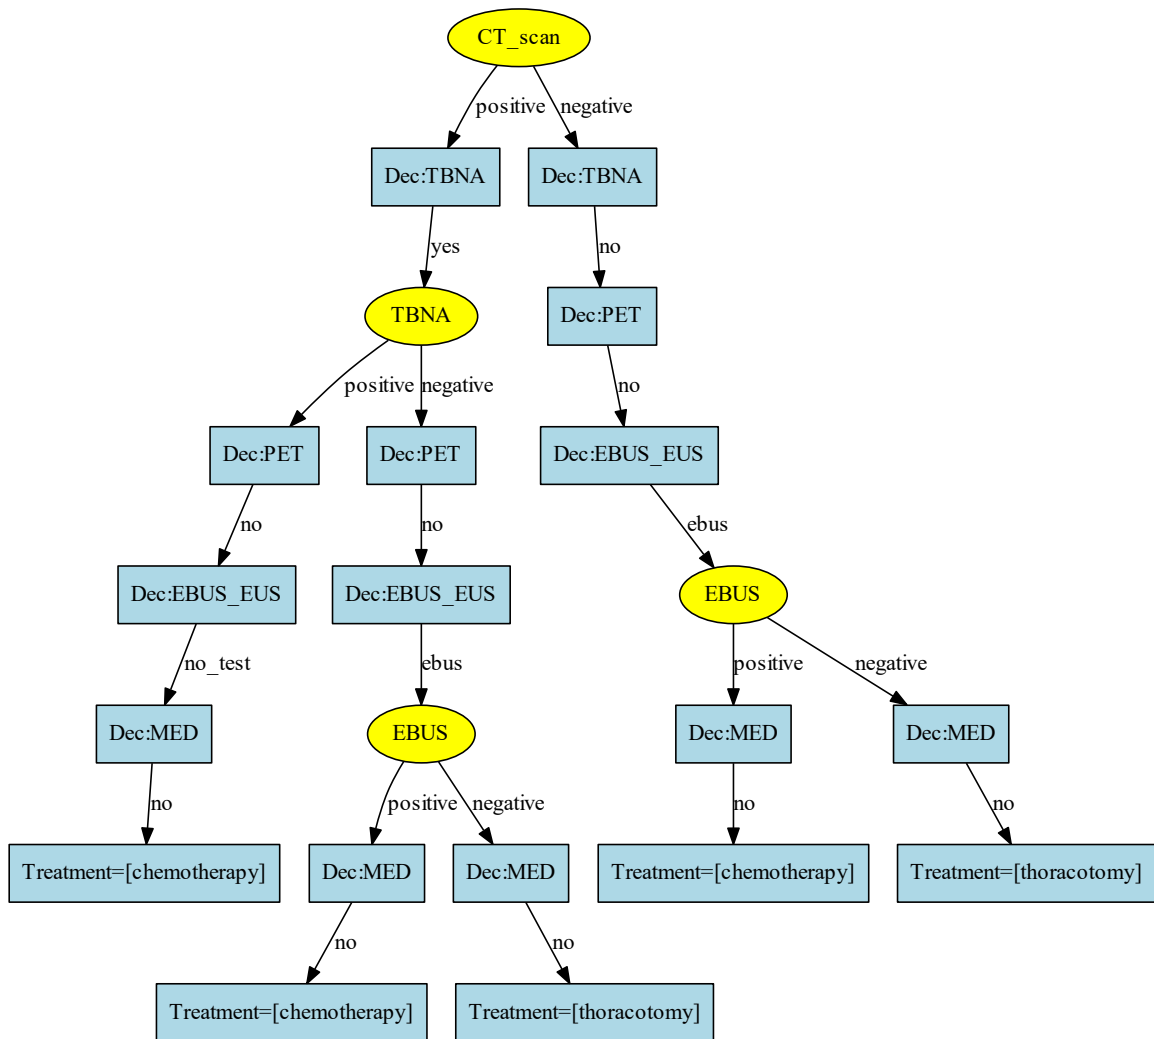 CT_scan
positive
negative
Dec:TBNA
Dec:TBNA
yes
no
TBNA
Dec:PET
positive
negative
no
Dec:PET
Dec:PET
Dec:EBUS_EUS
no
no
ebus
Dec:EBUS_EUS
Dec:EBUS_EUS
EBUS
no_test
ebus
positive
negative
Dec:MED
EBUS
Dec:MED
Dec:MED
no
positive
negative
no
no
Treatment=[chemotherapy]
Dec:MED
Dec:MED
Treatment=[chemotherapy]
Treatment=[thoracotomy]
no
no
Treatment=[chemotherapy]
Treatment=[thoracotomy]